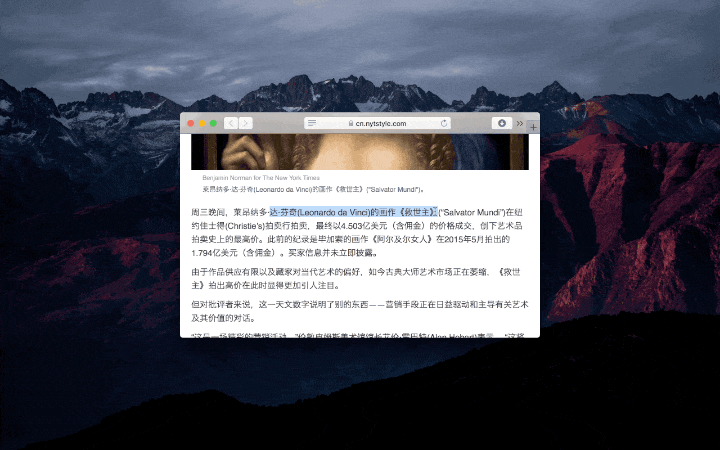 cn.nytstyle.com
Benjamin Norman for The New York Times
莱昂纳多·达·芬奇(Leonardo da Vinci)的画作《救世主》("Salvator Mundi")。
周三晚间，莱昂纳多·达·芬奇(Leonardo da Vinci)的画作《救世主》("Salvator Mundi")在纽
约佳士得(Christie's)拍卖行拍卖，最终以4.503亿美元（含佣金）的价格成交，创下艺术品
拍卖史上的最高价。此前的纪录是毕加索的画作《阿尔及尔女人》在2015年5月拍出的
1.794亿美元（含佣金）。买家信息并未立即披露。
由于作品供应有限以及藏家对当代艺术的偏好，如今古典大师艺术市场正在萎缩，《救世
主》拍出高价在此时显得更加引人注目。
但对批评者来说，这一天文数字说明了别的东西——营销手段正在日益驱动和主导有关艺术
及其价值的对话。